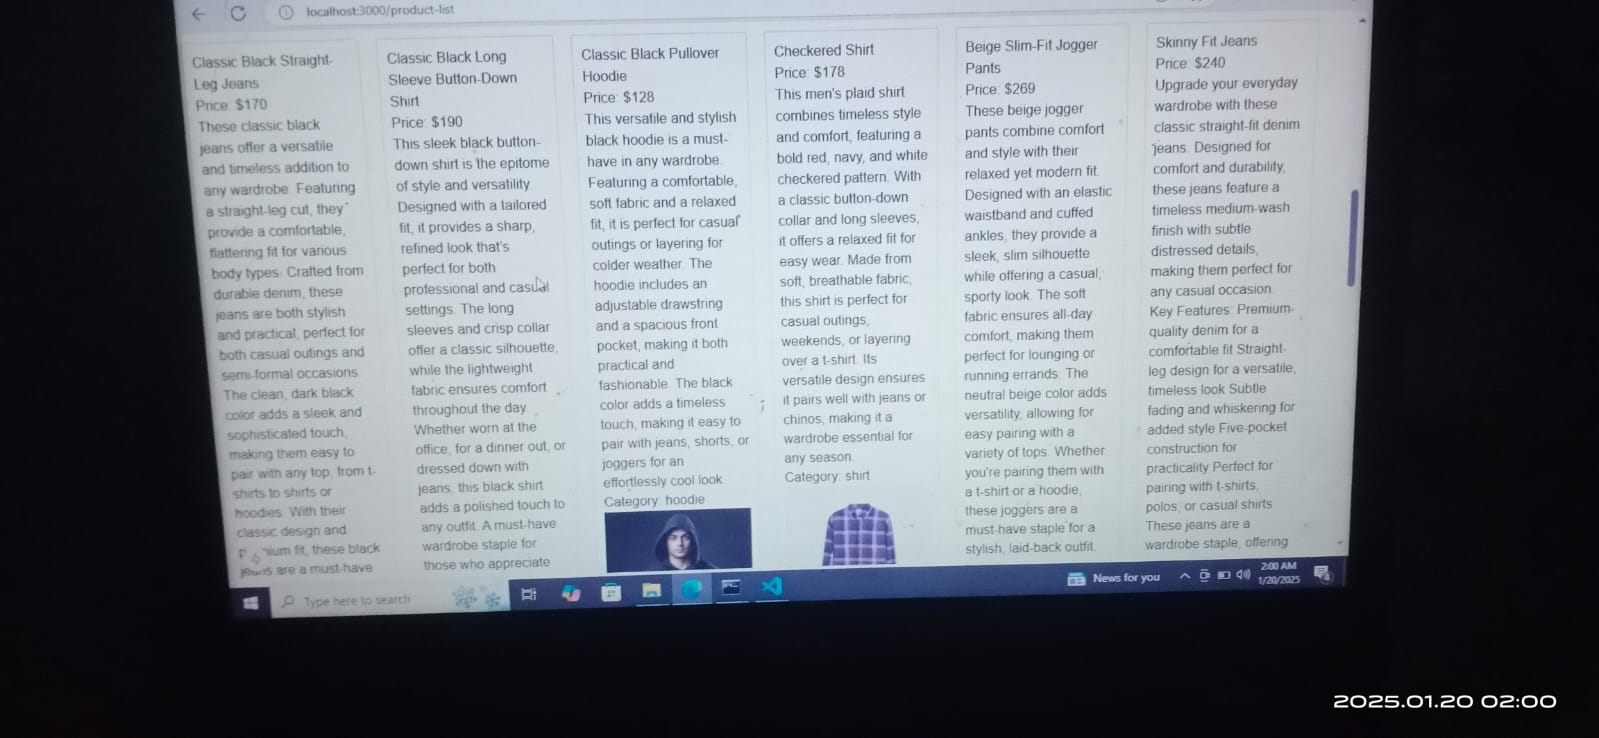 localhost:3000/product-list
Classic Black Straight-
Leg Jeans
Price: $170
These classic black
jeans offer a versatile
and timeless addition to
any wardrobe. Featuring
a straight-leg cut, they
provide a comfortable,
flattering fit for various
body types. Crafted from
durable denim, these
jeans are both stylish
and practical, perfect for
both casual outings and
semi-formal occasions.
The clean, dark black
color adds a sleek and
sophisticated touch,
making them easy to
pair with any top, from t-
shirts to shirts or
hoodies. With their
classic design and
fit, these black
are a must-have
Classic Black Long
Sleeve Button-Down
Shirt
Price: $190
This sleek black button-
down shirt is the epitome
of style and versatility.
Designed with a tailored
fit, it provides a sharp,
refined look that's
perfect for both
professional and casual
settings. The long
sleeves and crisp collar
offer a classic silhouette,
while the lightweight
fabric ensures comfort
throughout the day.
Whether worn at the
office, for a dinner out, or
dressed down with
jeans, this black shirt
adds a polished touch to
any outfit. A must-have
wardrobe staple for
those who appreciate
Classic Black Pullover
Hoodie
Price: $128
This versatile and stylish
black hoodie is a must-
have in any wardrobe.
Featuring a comfortable,
soft fabric and a relaxed
fit, it is perfect for casual
outings or layering for
colder weather. The
hoodie includes an
adjustable drawstring
and a spacious front
pocket, making it both
practical and
fashionable. The black
color adds a timeless
touch, making it easy to
pair with jeans, shorts, or
joggers for an
effortlessly cool look.
Category: hoodie
Checkered Shirt
Price: $178
This men's plaid shirt
combines timeless style
and comfort, featuring a
bold red, navy, and white
checkered pattern. With
a classic button-down
collar and long sleeves,
it offers a relaxed fit for
easy wear. Made from
soft, breathable fabric,
this shirt is perfect for
casual outings,
weekends, or layering
over a t-shirt. Its
versatile design ensures
it pairs well with jeans or
chinos, making it a
wardrobe essential for
any season.
Category: shirt
Beige Slim-Fit Jogger
Pants
Price: $269
These beige jogger
pants combine comfort
and style with their
relaxed yet modern fit.
Designed with an elastic
waistband and cuffed
ankles, they provide a
sleek, slim silhouette
while offering a casual,
sporty look. The soft
fabric ensures all-day
comfort, making them
perfect for lounging or
running errands. The
neutral beige color adds
versatility, allowing for
easy pairing with a
variety of tops. Whether
you're pairing them with
a t-shirt or a hoodie,
these joggers are a
must-have staple for a
stylish, laid-back outfit.
Skinny Fit Jeans
Price: $240
Upgrade your everyday
wardrobe with these
classic straight-fit denim
jeans. Designed for
comfort and durability,
these jeans feature a
timeless medium-wash
finish with subtle
distressed details,
making them perfect for
any casual occasion.
Key Features: Premium-
quality denim for a
comfortable fit Straight-
leg design for a versatile,
timeless look Subtle
fading and whiskering for
added style Five-pocket
construction for
practicality Perfect for
pairing with t-shirts,
polos, or casual shirts
These jeans are a
wardrobe staple, offering
Type here to search
News for you
2:00 AM
1/20/2025
4
2025.01.20 02:00